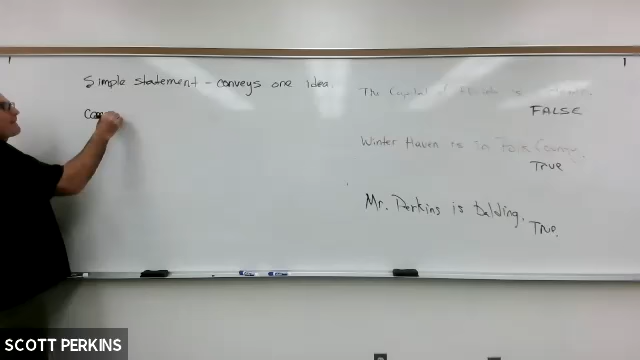 Simple statement - conveys one idea.
Com
The Capital of Florida is
FALSE
Winter Haven is in Polk County.
True
Mr. Perkins is balding.
True.
SCOTT PERKINS